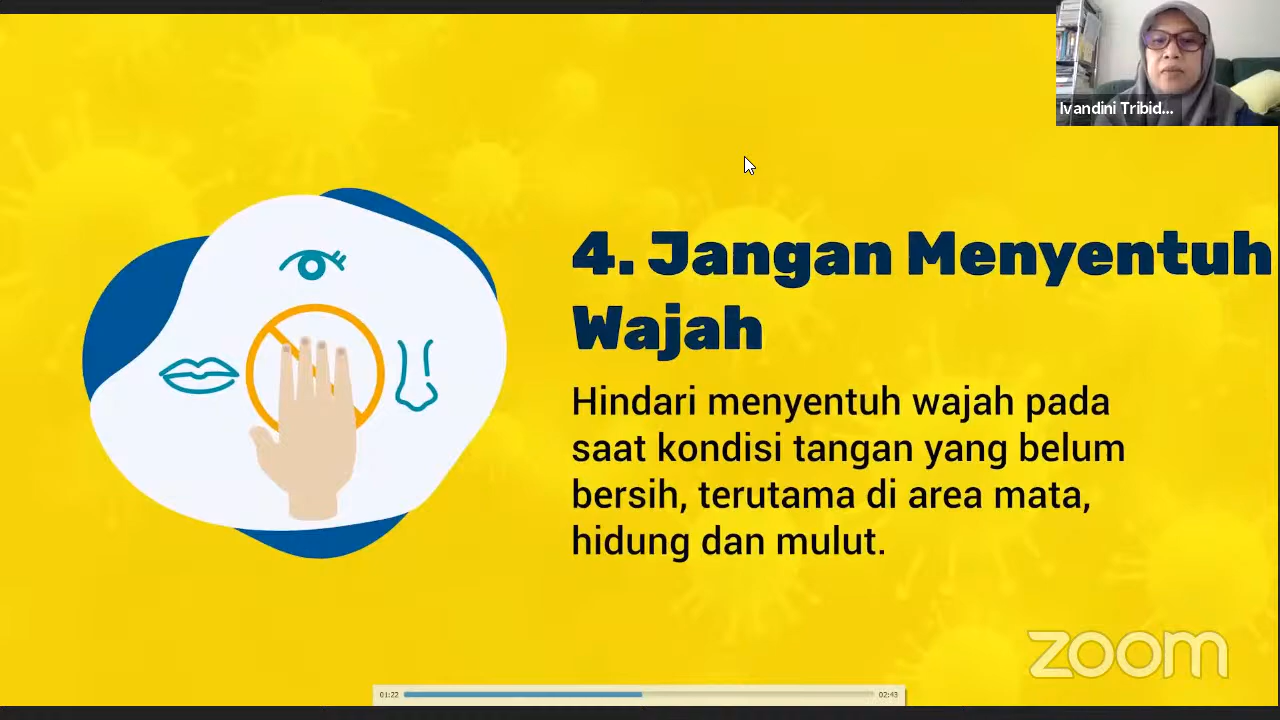 Ivandini Tribid...
4. Jangan Menyentuh
Wajah
Hindari menyentuh wajah pada
saat kondisi tangan yang belum
bersih, terutama di area mata,
hidung dan mulut.
zoom
01:22
02:43